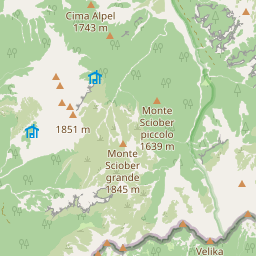 Cima Alpel
1743 m
1851 m
Monte
Sciober
piccolo
1639 m
Monte
Sciober
grande
1845 m
Velika